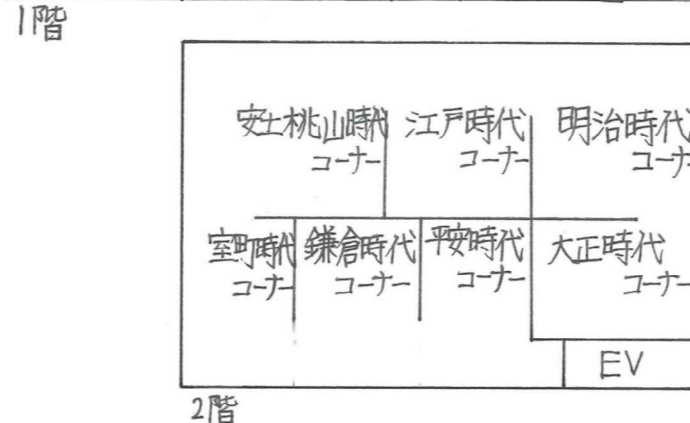 1階
安土桃山時代
コーナー
江戸時代
コーナー
明治時代
コーナ
室町時代
コーナー
鎌倉時代
コーナー
平安時代
コーナー
大正時代
コーナー
EV
2階